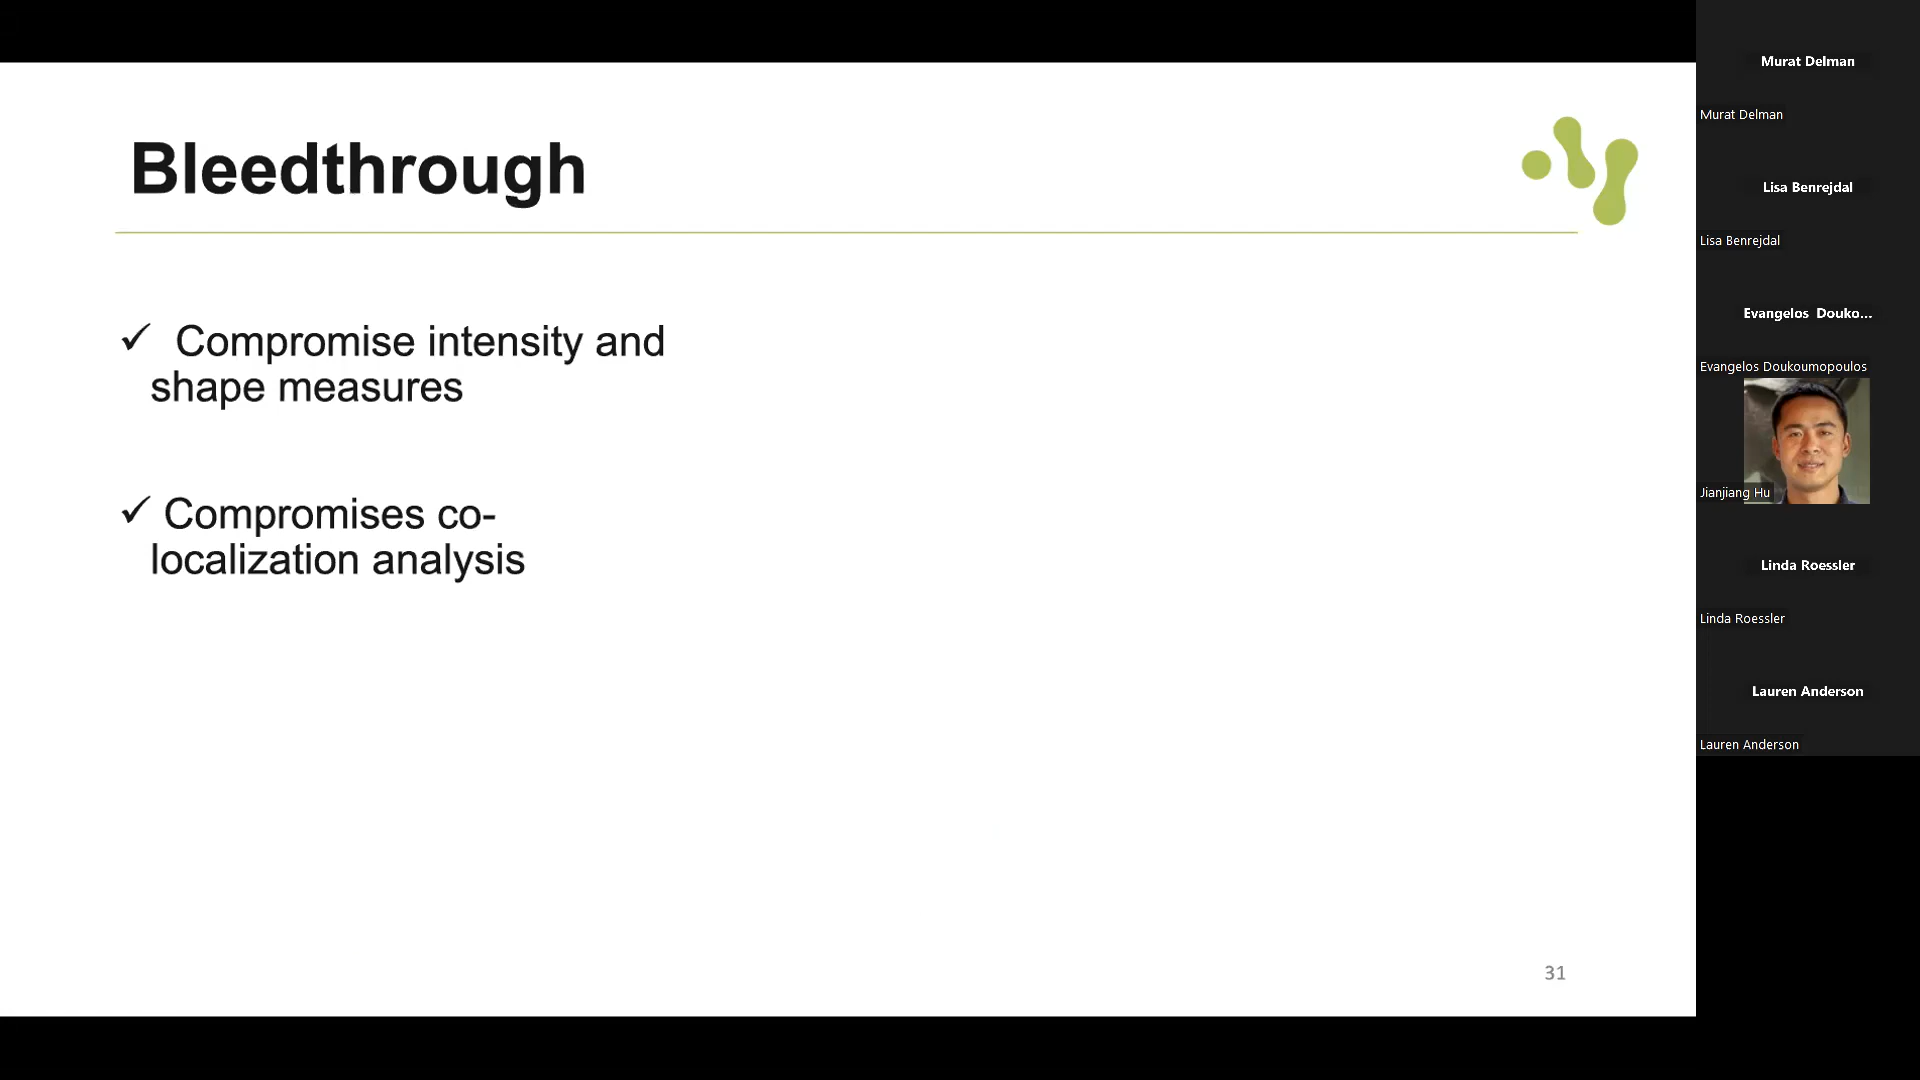 Bleedthrough
✓ Compromise intensity and
shape measures
✓ Compromises co-
localization analysis
31
Murat Delman
Murat Delman
Lisa Benrejdal
Lisa Benrejdal
Evangelos Douko...
Evangelos Doukoumopoulos
Jianjiang Hu
Linda Roessler
Linda Roessler
Lauren Anderson
Lauren Anderson